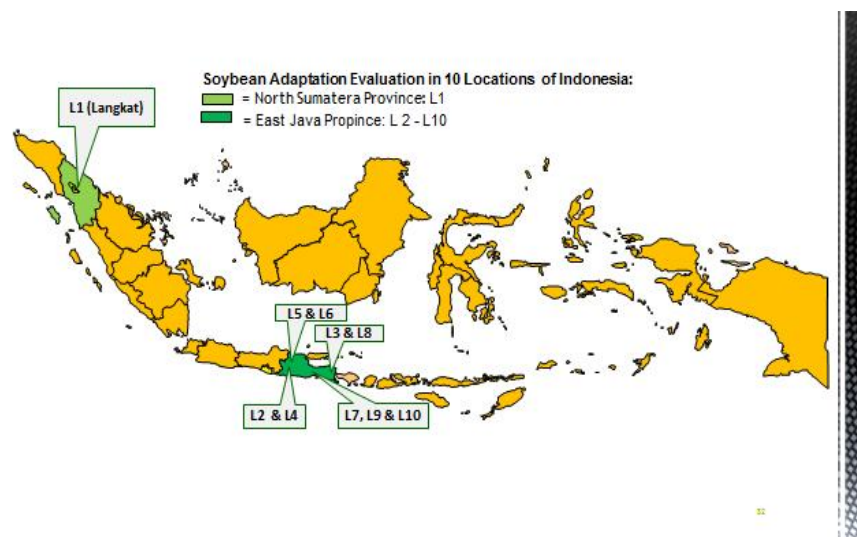 Soybean Adaptation Evaluation in 10 Locations of Indonesia:
= North Sumatera Province: L1
= East Java Propince: L 2 - L10
L1 (Langkat)
L5 & L6
L3 & L8
L2 & L4
L7, L9 & L10